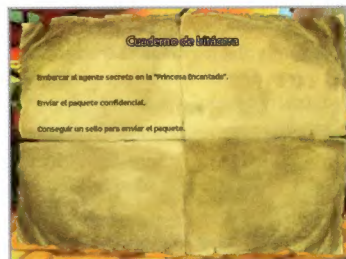 Cuaderno de bitácora
Embarcar al agente secreto en la "Princesa Encantada".
Enviar el paquete confidencial.
Conseguir un sello para enviar el paquete.